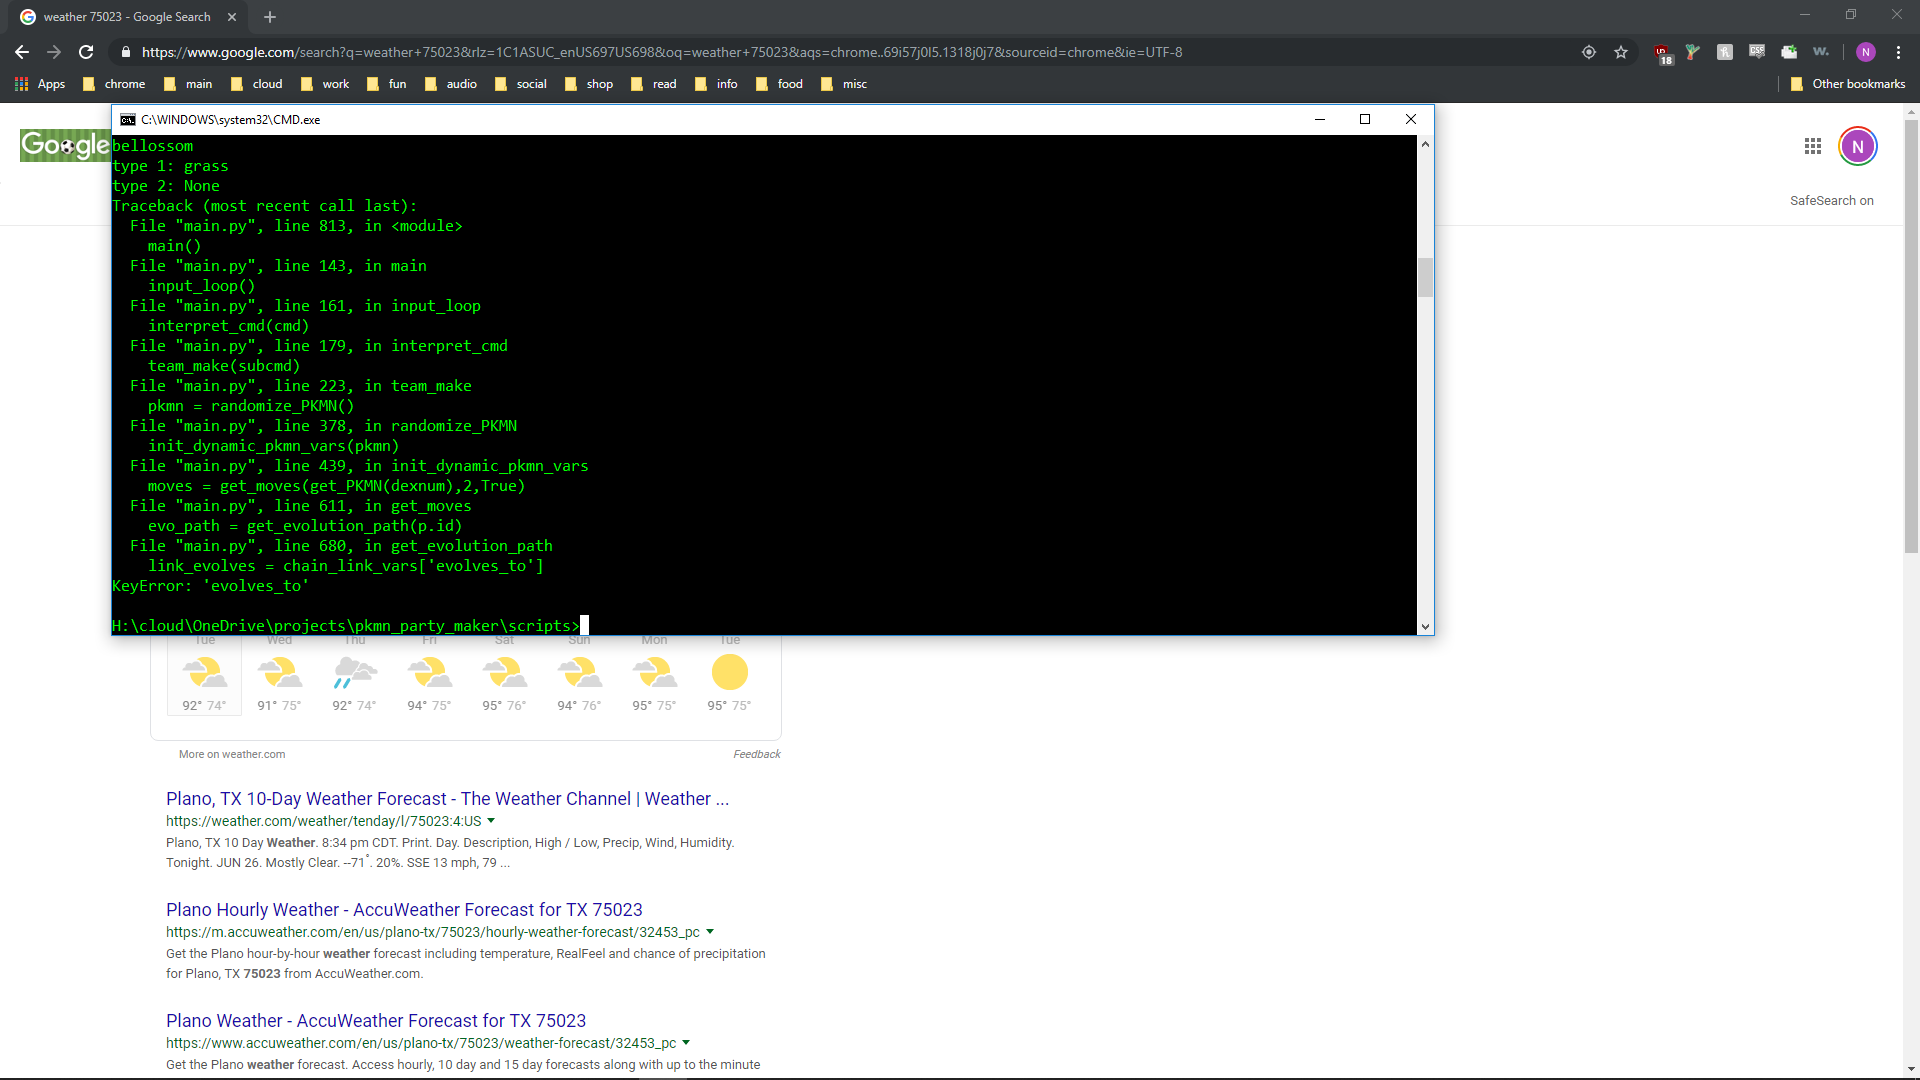 weather 75023 - Google Search
https://www.google.com/search?q=weather+75023&rlz=1C1ASUC_enUS697US698&oq=weather+75023&aqs=chrome..69i57j0l5.1318j0j7&sourceid=chrome&ie=UTF-8
18
CSS
w.
N
Apps
chrome
main
cloud
work
fun
audio
social
shop
read
info
food
misc
Other bookmarks
C:\WINDOWS\system32\CMD.exe
Google
N
SafeSearch on
bellossom
type 1: grass
type 2: None
Traceback (most recent call last):
File "main.py", line 813, in <module>
main()
File "main.py", line 143, in main
input_loop()
File "main.py", line 161, in input_loop
interpret_cmd(cmd)
File "main.py", line 179, in interpret_cmd
team_make(subcmd)
File "main.py", line 223, in team_make
pkmn = randomize_PKMN()
File "main.py", line 378, in randomize_PKMN
init_dynamic_pkmn_vars(pkmn)
File "main.py", line 439, in init_dynamic_pkmn_vars
moves = get_moves(get_PKMN(dexnum),2,True)
File "main.py", line 611, in get_moves
evo_path = get_evolution_path(p.id)
File "main.py", line 680, in get_evolution_path
link_evolves = chain_link_vars['evolves_to']
KeyError: 'evolves_to'
H:\cloud\OneDrive\projects\pkmn_party_maker\scripts>
Tue Wed Thu Fri Sat Sun Mon Tue
92° 74° 91° 75° 92° 74° 94° 75° 95° 76° 94° 76° 95° 75° 95° 75°
More on weather.com
Feedback
Plano, TX 10-Day Weather Forecast - The Weather Channel | Weather ...
https://weather.com/weather/tenday/l/75023:4:US
Plano, TX 10 Day Weather. 8:34 pm CDT. Print. Day. Description, High / Low, Precip, Wind, Humidity.
Tonight. JUN 26. Mostly Clear. --71°. 20%. SSE 13 mph, 79 ...
Plano Hourly Weather - AccuWeather Forecast for TX 75023
https://m.accuweather.com/en/us/plano-tx/75023/hourly-weather-forecast/32453_pc
Get the Plano hour-by-hour weather forecast including temperature, RealFeel and chance of precipitation
for Plano, TX 75023 from AccuWeather.com.
Plano Weather - AccuWeather Forecast for TX 75023
https://www.accuweather.com/en/us/plano-tx/75023/weather-forecast/32453_pc
Get the Plano weather forecast. Access hourly, 10 day and 15 day forecasts along with up to the minute